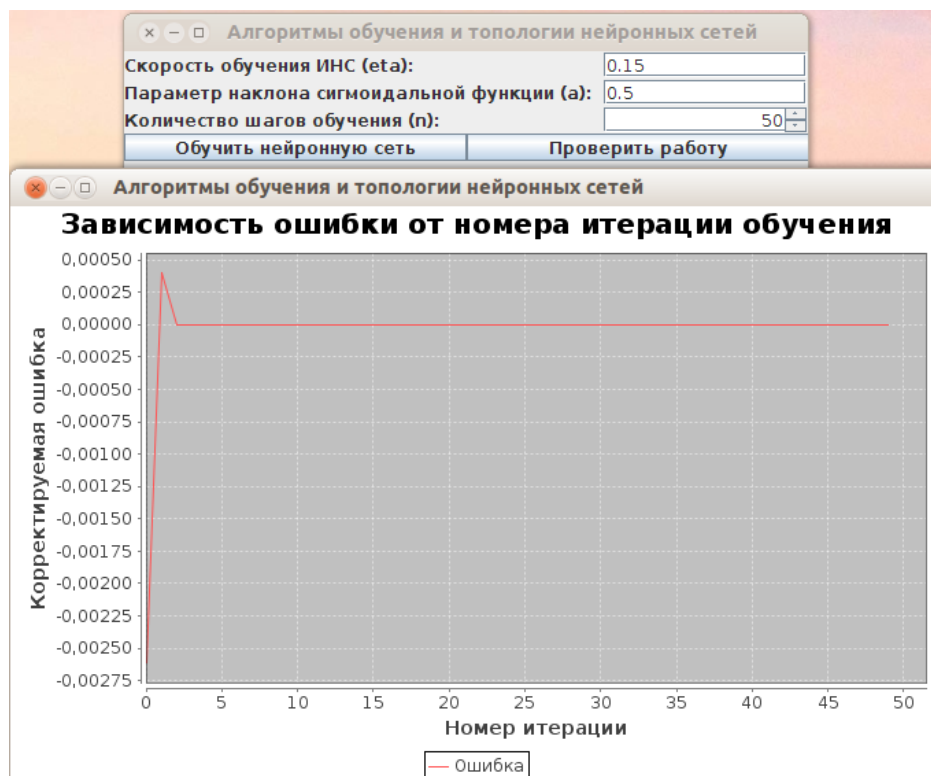 Алгоритмы обучения и топологии нейронных сетей
Скорость обучения ИНС (eta): 0.15
Параметр наклона сигмоидальной функции (a): 0.5
Количество шагов обучения (n): 50
Обучить нейронную сеть Проверить работу
Алгоритмы обучения и топологии нейронных сетей
Зависимость ошибки от номера итерации обучения
Корректируемая ошибка
0,00050
0,00025
0,00000
-0,00025
-0,00050
-0,00075
-0,00100
-0,00125
-0,00150
-0,00175
-0,00200
-0,00225
-0,00250
-0,00275
0 5 10 15 20 25 30 35 40 45 50
Номер итерации
Ошибка